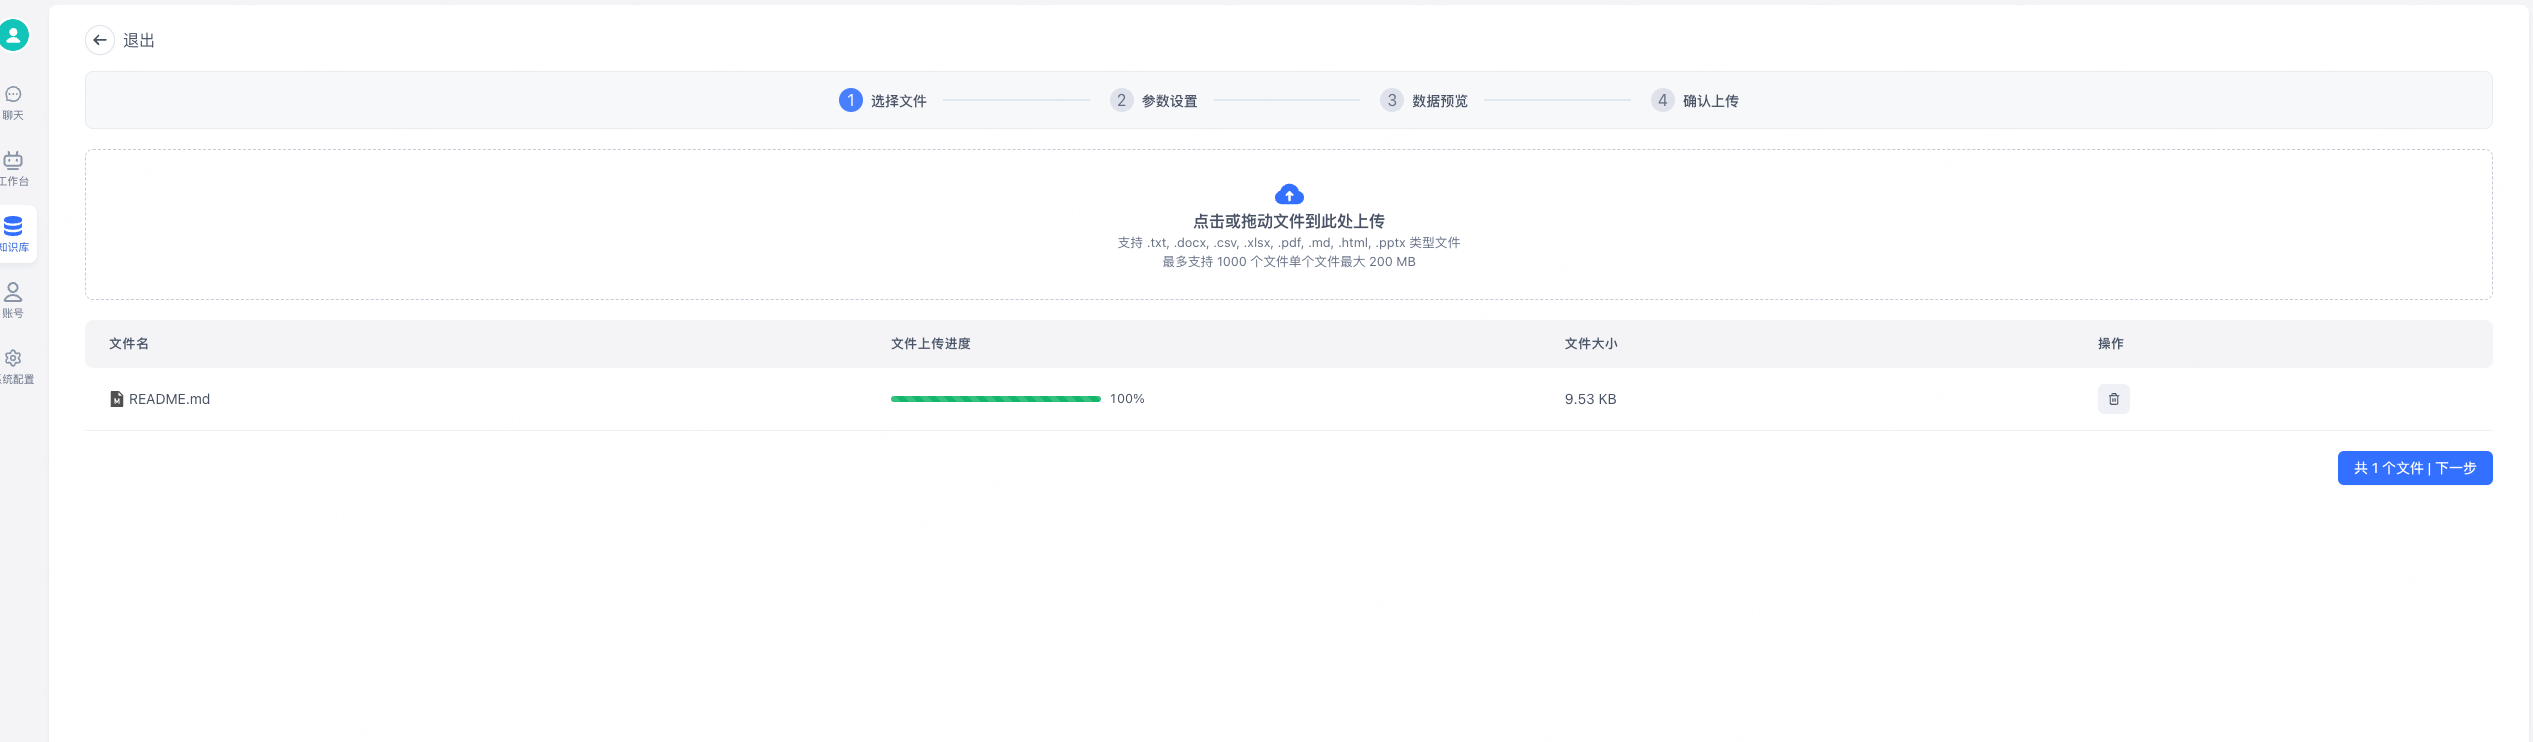 退出
1 选择文件
2 参数设置
3 数据预览
4 确认上传
聊天
工作台
知识库
账号
系统配置
点击或拖动文件到此处上传
支持 .txt, .docx, .csv, .xlsx, .pdf, .md, .html, .pptx 类型文件
最多支持 1000 个文件单个文件最大 200 MB
文件名 文件上传进度 文件大小 操作
README.md 100% 9.53 KB
共 1 个文件 | 下一步